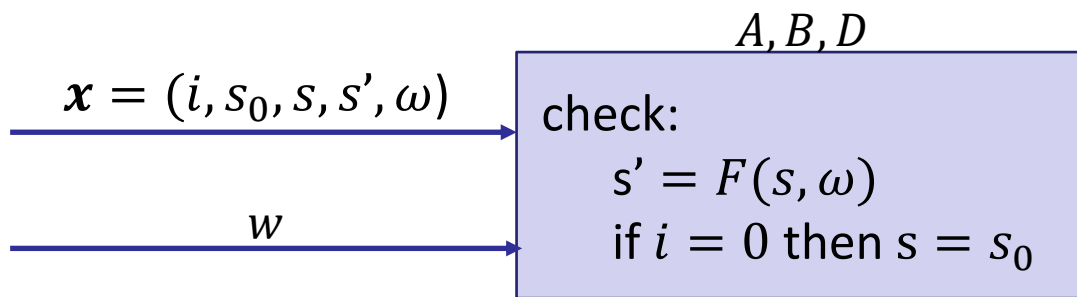 A, B, D
x = (i, s₀, s, s’, ω)
check:
s’ = F(s, ω)
w
if i = 0 then s = s₀